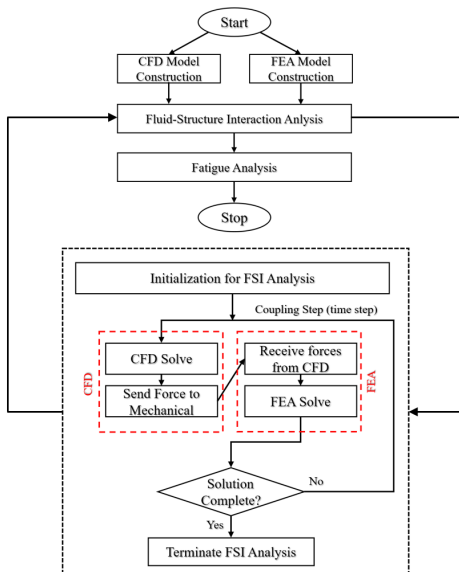 Start
CFD Model
Construction
FEA Model
Construction
Fluid-Structure Interaction Anlysis
Fatigue Analysis
Stop
Initialization for FSI Analysis
Coupling Step (time step)
CFD
CFD Solve
Send Force to
Mechanical
Receive forces
from CFD
FEA Solve
FEA
Solution
Complete?
No
Yes
Terminate FSI Analysis